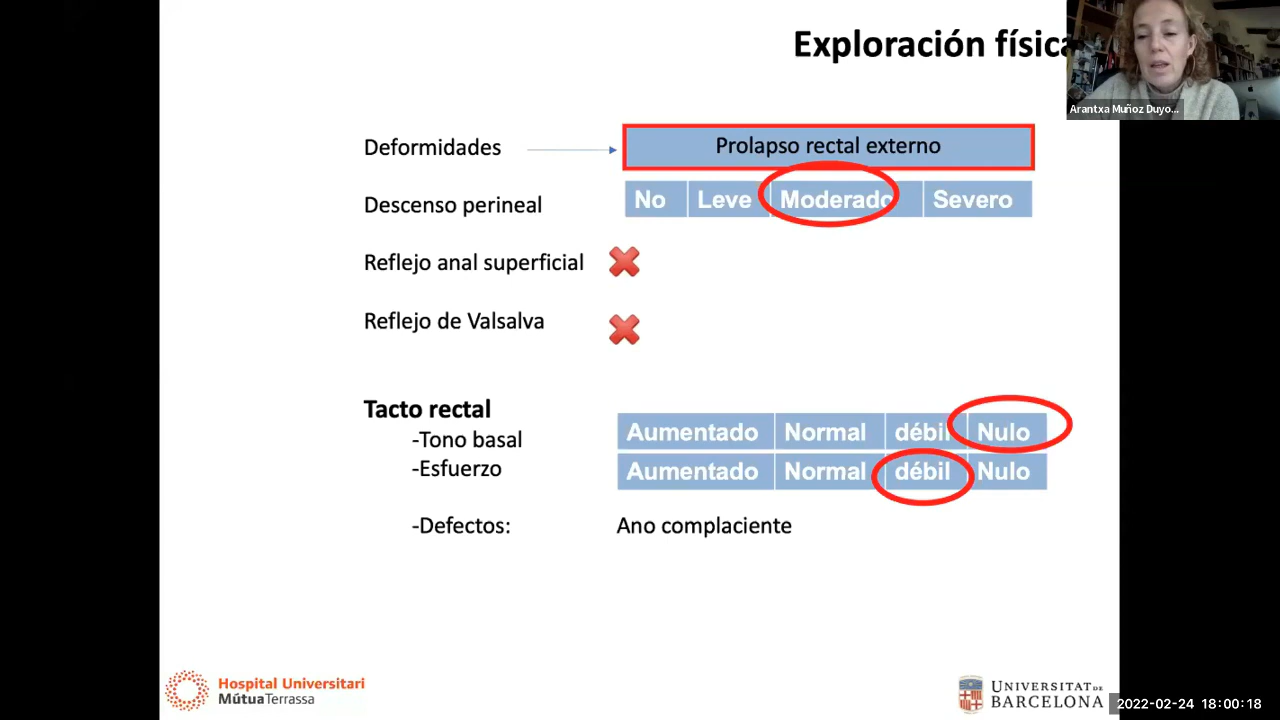 Exploración física
Arantxa Muñoz Duyo...
Deformidades
Prolapso rectal externo
Descenso perineal
No Leve Moderado Severo
Reflejo anal superficial
Reflejo de Valsalva
Tacto rectal
-Tono basal
Aumentado Normal débil Nulo
-Esfuerzo
Aumentado Normal débil Nulo
-Defectos:
Ano complaciente
Hospital Universitari
MútuaTerrassa
UNIVERSITAT DE
BARCELONA
2022-02-24 18:00:18